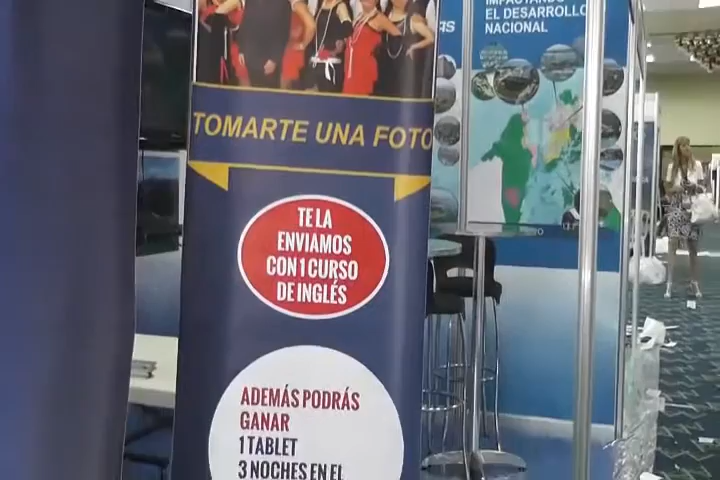 IMPACTANDO
EL DESARROLLO
NACIONAL
TOMARTE UNA FOTO
TE LA
ENVIAMOS
CON 1 CURSO
DE INGLÉS
ADEMÁS PODRÁS
GANAR
1 TABLET
3 NOCHES EN EL